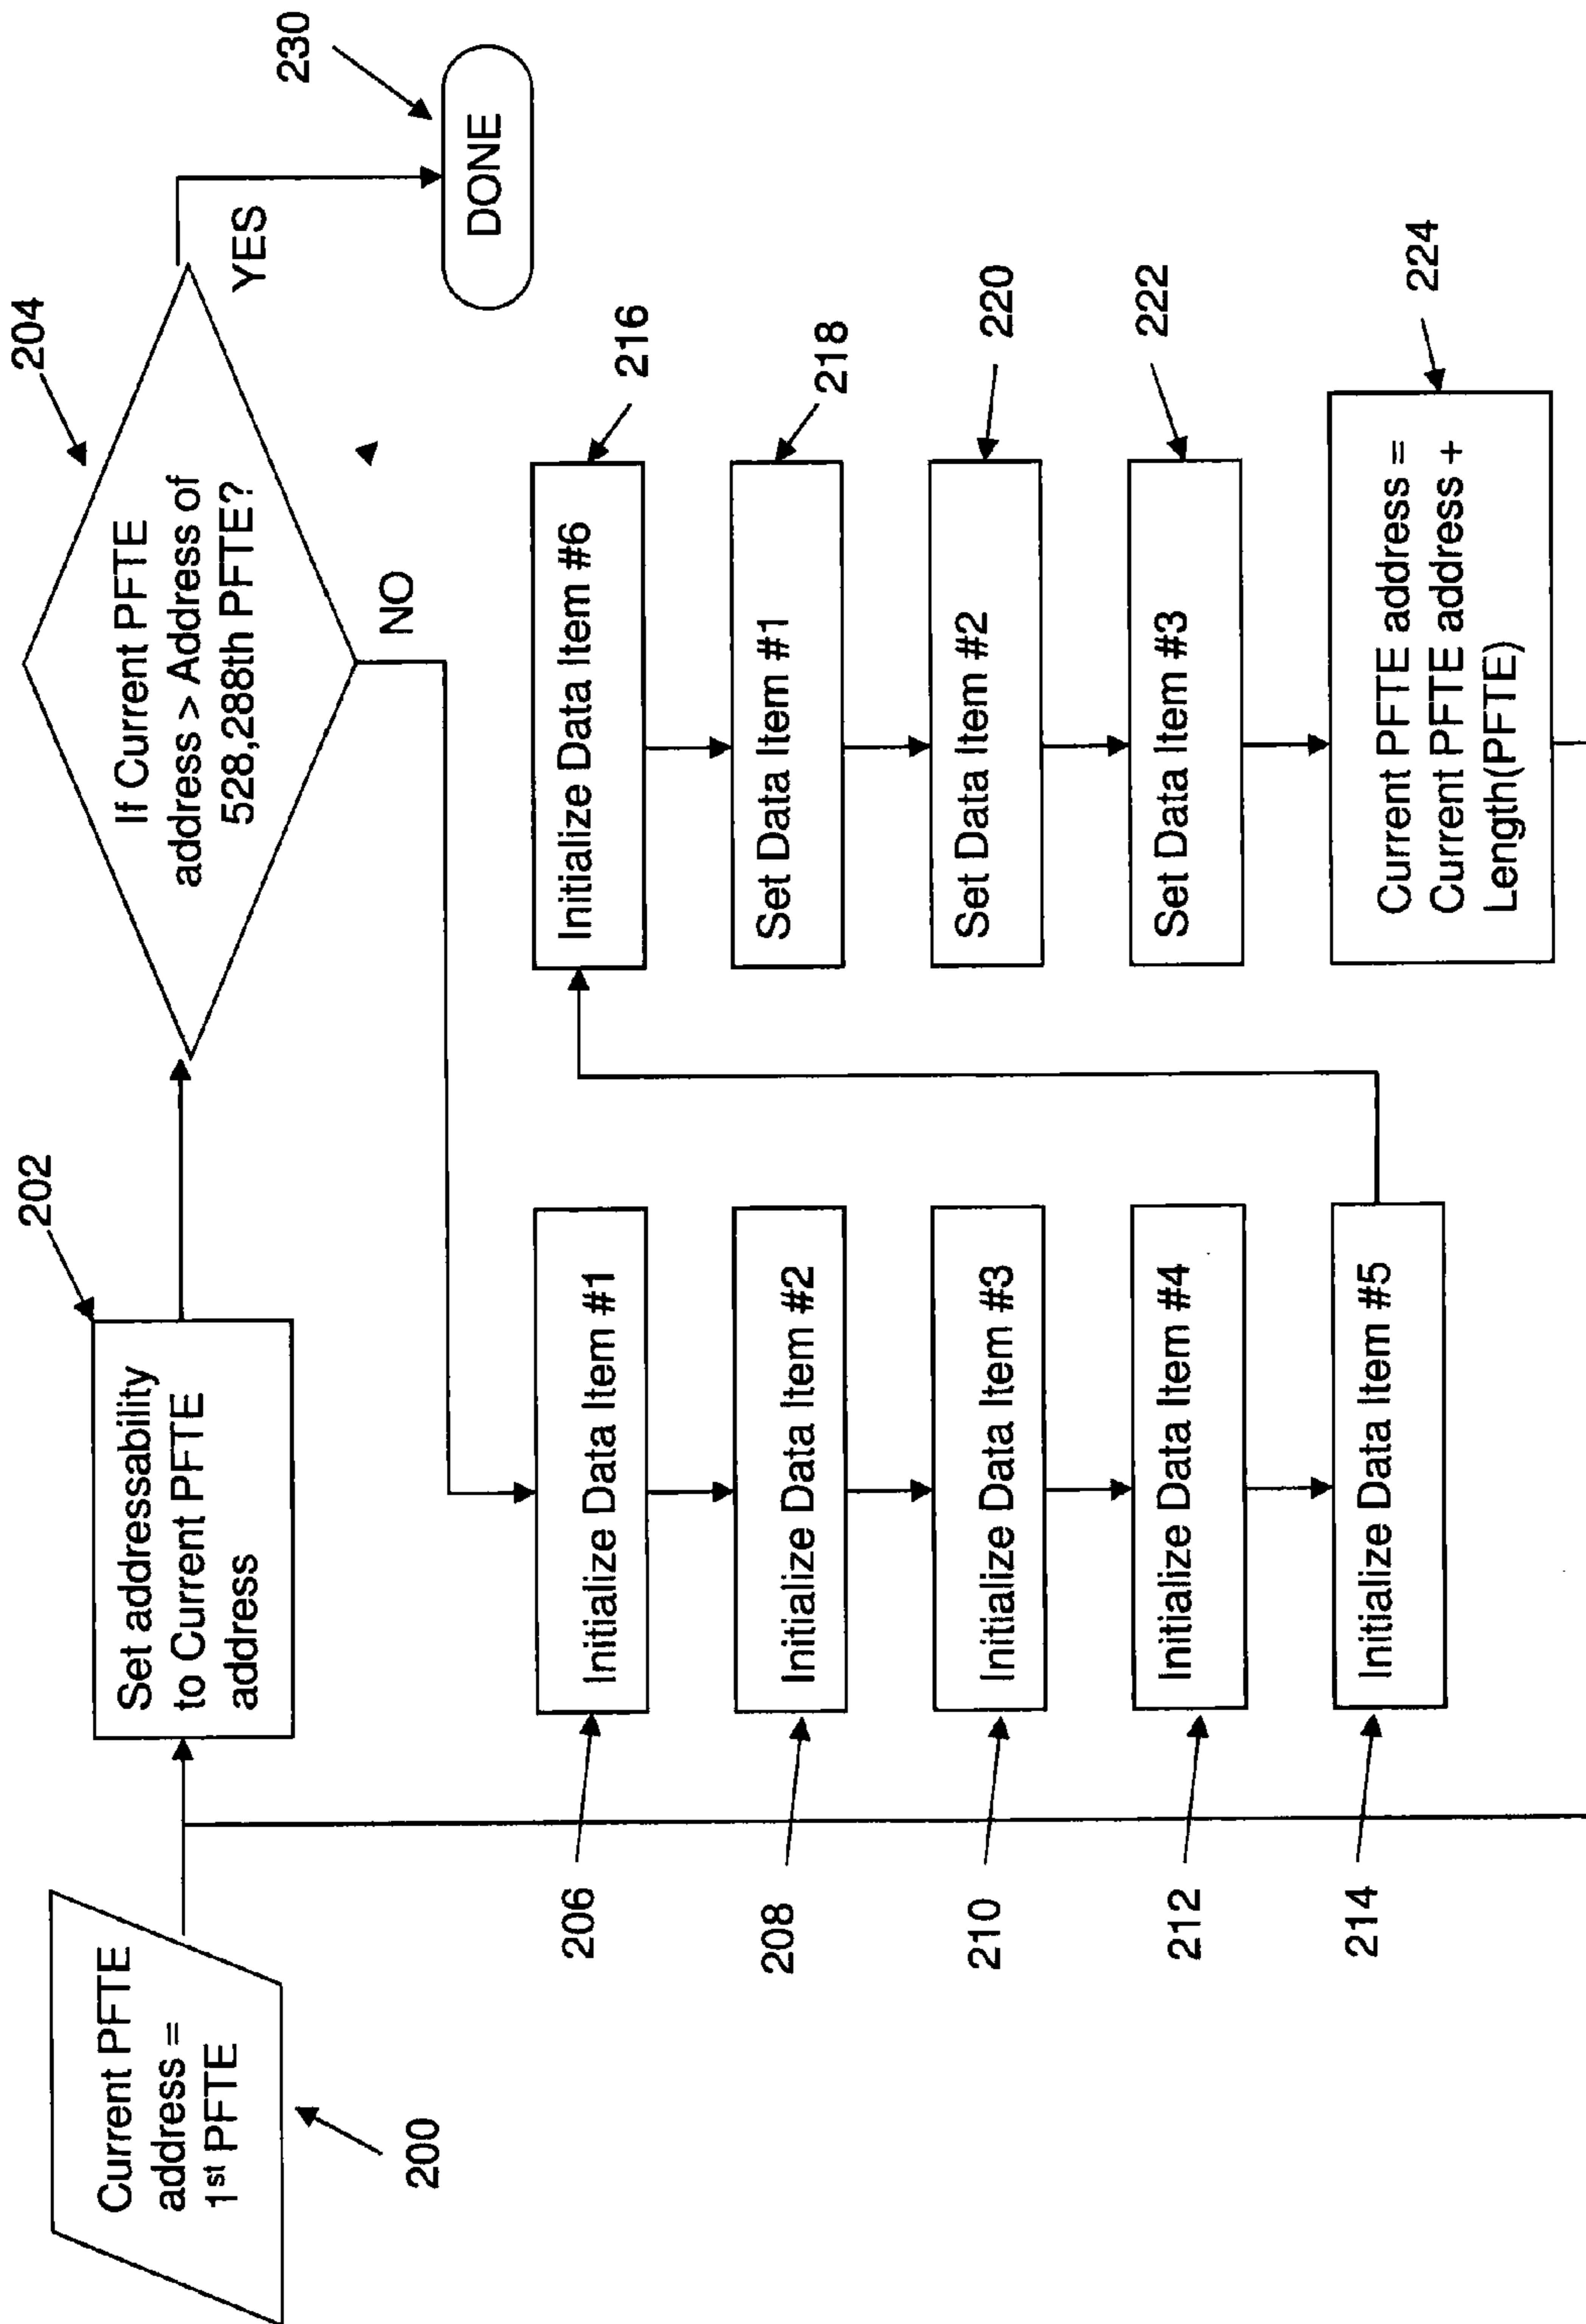 Current PFTE
address =
1st PFTE
200
Set addressability
to Current PFTE
address
202
If Current PFTE
address > Address of
528,288th PFTE?
204
YES
NO
DONE
230
Initialize Data Item #1
206
Initialize Data Item #2
208
Initialize Data Item #3
210
Initialize Data Item #4
212
Initialize Data Item #5
214
Initialize Data Item #6
216
Set Data Item #1
218
Set Data Item #2
220
Set Data Item #3
222
Current PFTE address =
Current PFTE address +
Length(PFTE)
224